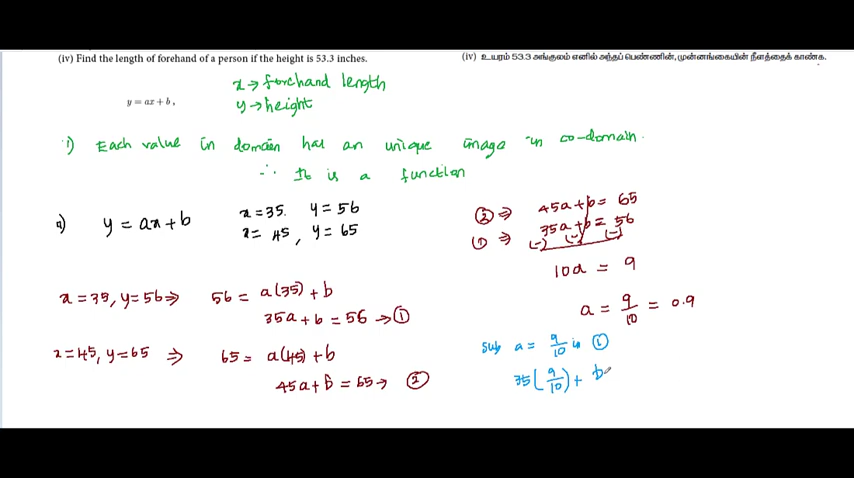 (iv) Find the length of forehand of a person if the height is 53.3 inches.
(iv) உயரம் 53.3 அங்குலம் எனில் அந்தப் பெண்ணின், முன்னங்கையின் நீளத்தைக் காண்க.
x → forehand length
y = ax + b ,
y → height
i) Each value in domain has an unique image in co-domain.
∴ It is a function
y = ax + b
x = 35. y = 56
x = 45, y = 65
② ⇒ 45a + b = 65
① ⇒ 35a + b = 56
(-) (-) (-)
10a = 9
a = 9/10 = 0.9
x = 35, y = 56 ⇒ 56 = a(35) + b
35a + b = 56 → ①
x = 45, y = 65 ⇒ 65 = a(45) + b
45a + b = 65 → ②
Sub a = 9/10 in ①
35(9/10) + b